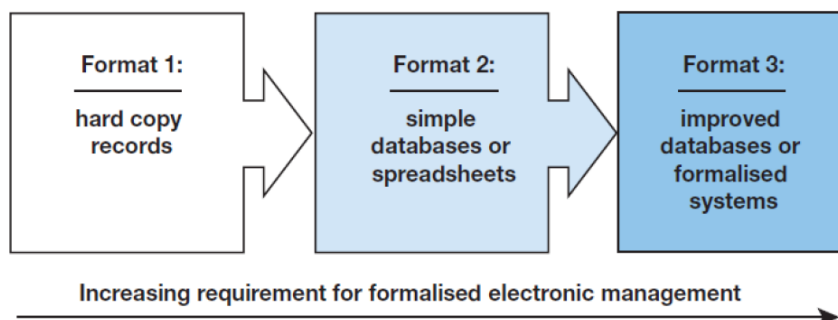 Format 1:
hard copy
records
Format 2:
simple
databases or
spreadsheets
Format 3:
improved
databases or
formalised
systems
Increasing requirement for formalised electronic management